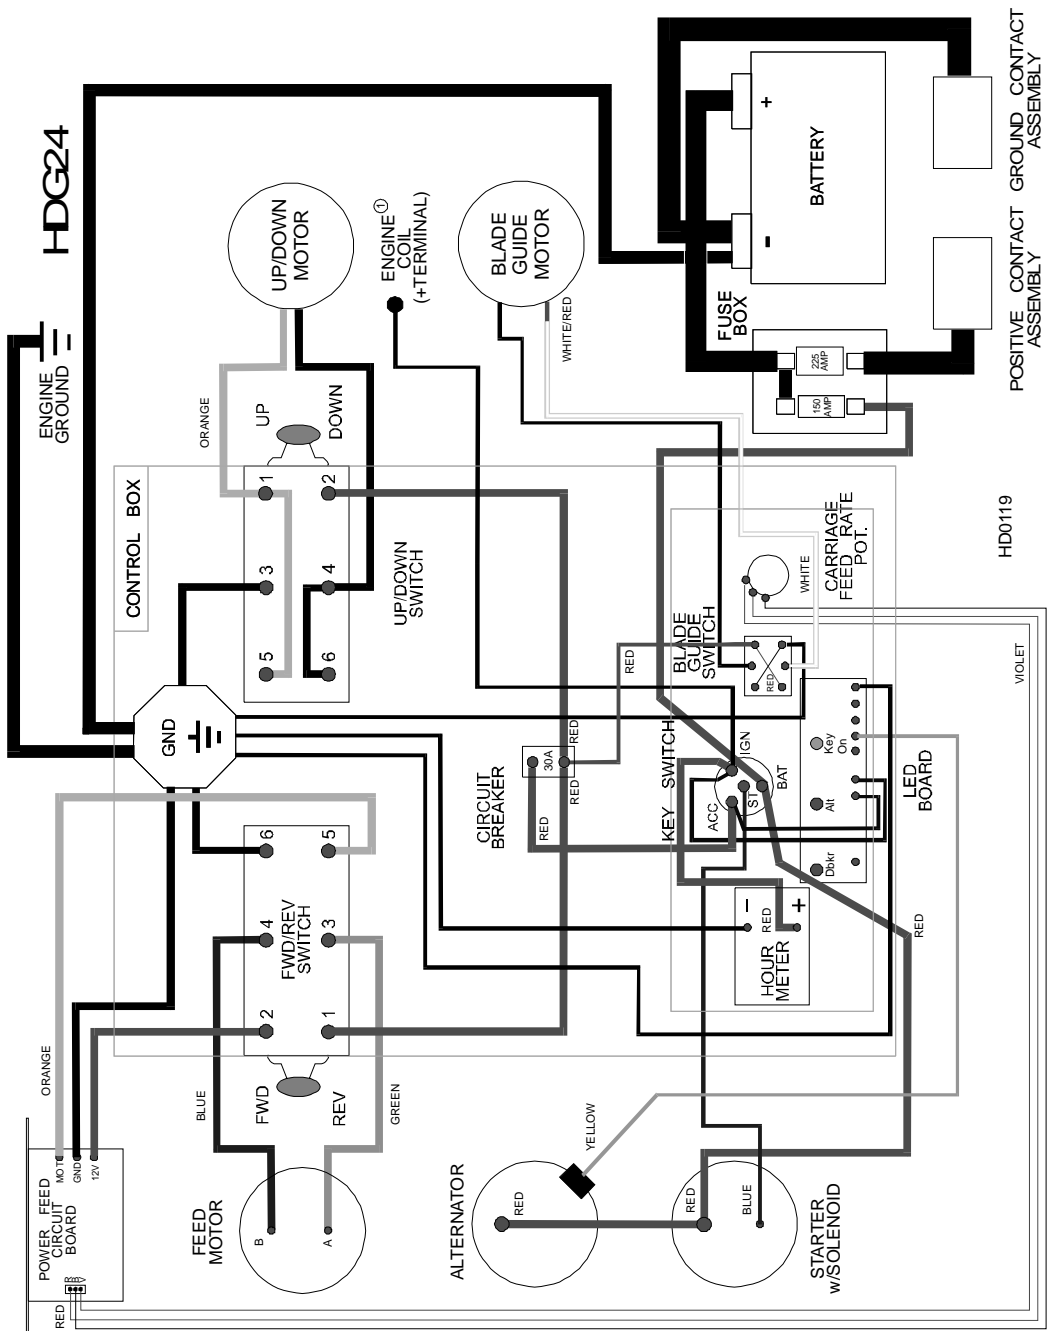 HDG24
ENGINE
GROUND
CONTROL BOX
UP/DOWN
MOTOR
ENGINE①
COIL
(+TERMINAL)
BLADE
GUIDE
MOTOR
WHITE/RED
ORANGE
UP
DOWN
1
2
3
4
5
6
UP/DOWN
SWITCH
BATTERY
+
-
FUSE
BOX
225
AMP
150
AMP
GROUND CONTACT
ASSEMBLY
POSITIVE CONTACT
ASSEMBLY
HD0119
CARRIAGE
FEED RATE
POT.
WHITE
VIOLET
BLADE
GUIDE
SWITCH
RED
RED
GND
CIRCUIT
BREAKER
30A
RED
RED
RED
KEY SWITCH
IGN
BAT
ST
ACC
LED
BOARD
Key
On
Alt
Dbkr
HOUR
METER
- RED +
RED
6
5
4
3
2
1
FWD/REV
SWITCH
FWD
REV
ORANGE
BLUE
GREEN
POWER FEED
CIRCUIT
BOARD
MOT
GND
12V
R
B
V
RED
FEED
MOTOR
B
A
ALTERNATOR
RED
YELLOW
STARTER
w/SOLENOID
RED
BLUE